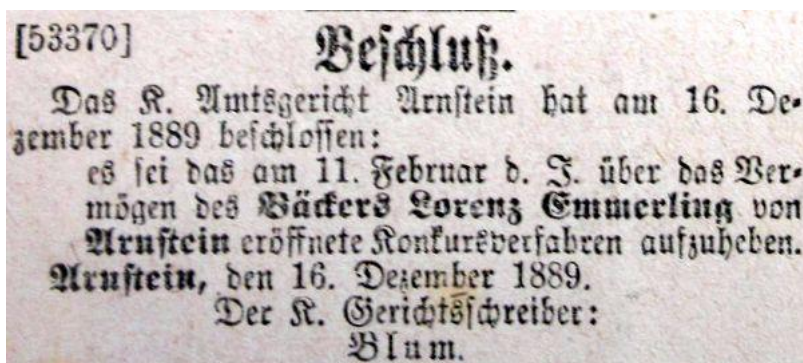 [53370] Beschluß.
Das K. Amtsgericht Arnstein hat am 16. De-
zember 1889 beschlossen:
es sei das am 11. Februar d. J. über das Ver-
mögen des Bäckers Lorenz Emmerling von
Arnstein eröffnete Konkursverfahren aufzuheben.
Arnstein, den 16. Dezember 1889.
Der K. Gerichtsschreiber:
Blum.